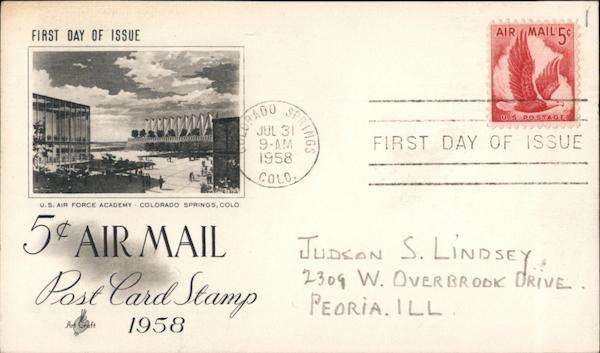 FIRST DAY OF ISSUE
U.S. AIR FORCE ACADEMY - COLORADO SPRINGS, COLO.
5¢ AIR MAIL
Post Card Stamp
1958
Art Craft
COLORADO SPRINGS
JUL 31
9-AM
1958
COLO.
AIR MAIL 5¢
U.S. POSTAGE
FIRST DAY OF ISSUE
JUDSON S. LINDSEY
2309 W. OVERBROOK DRIVE.
PEORIA. ILL.